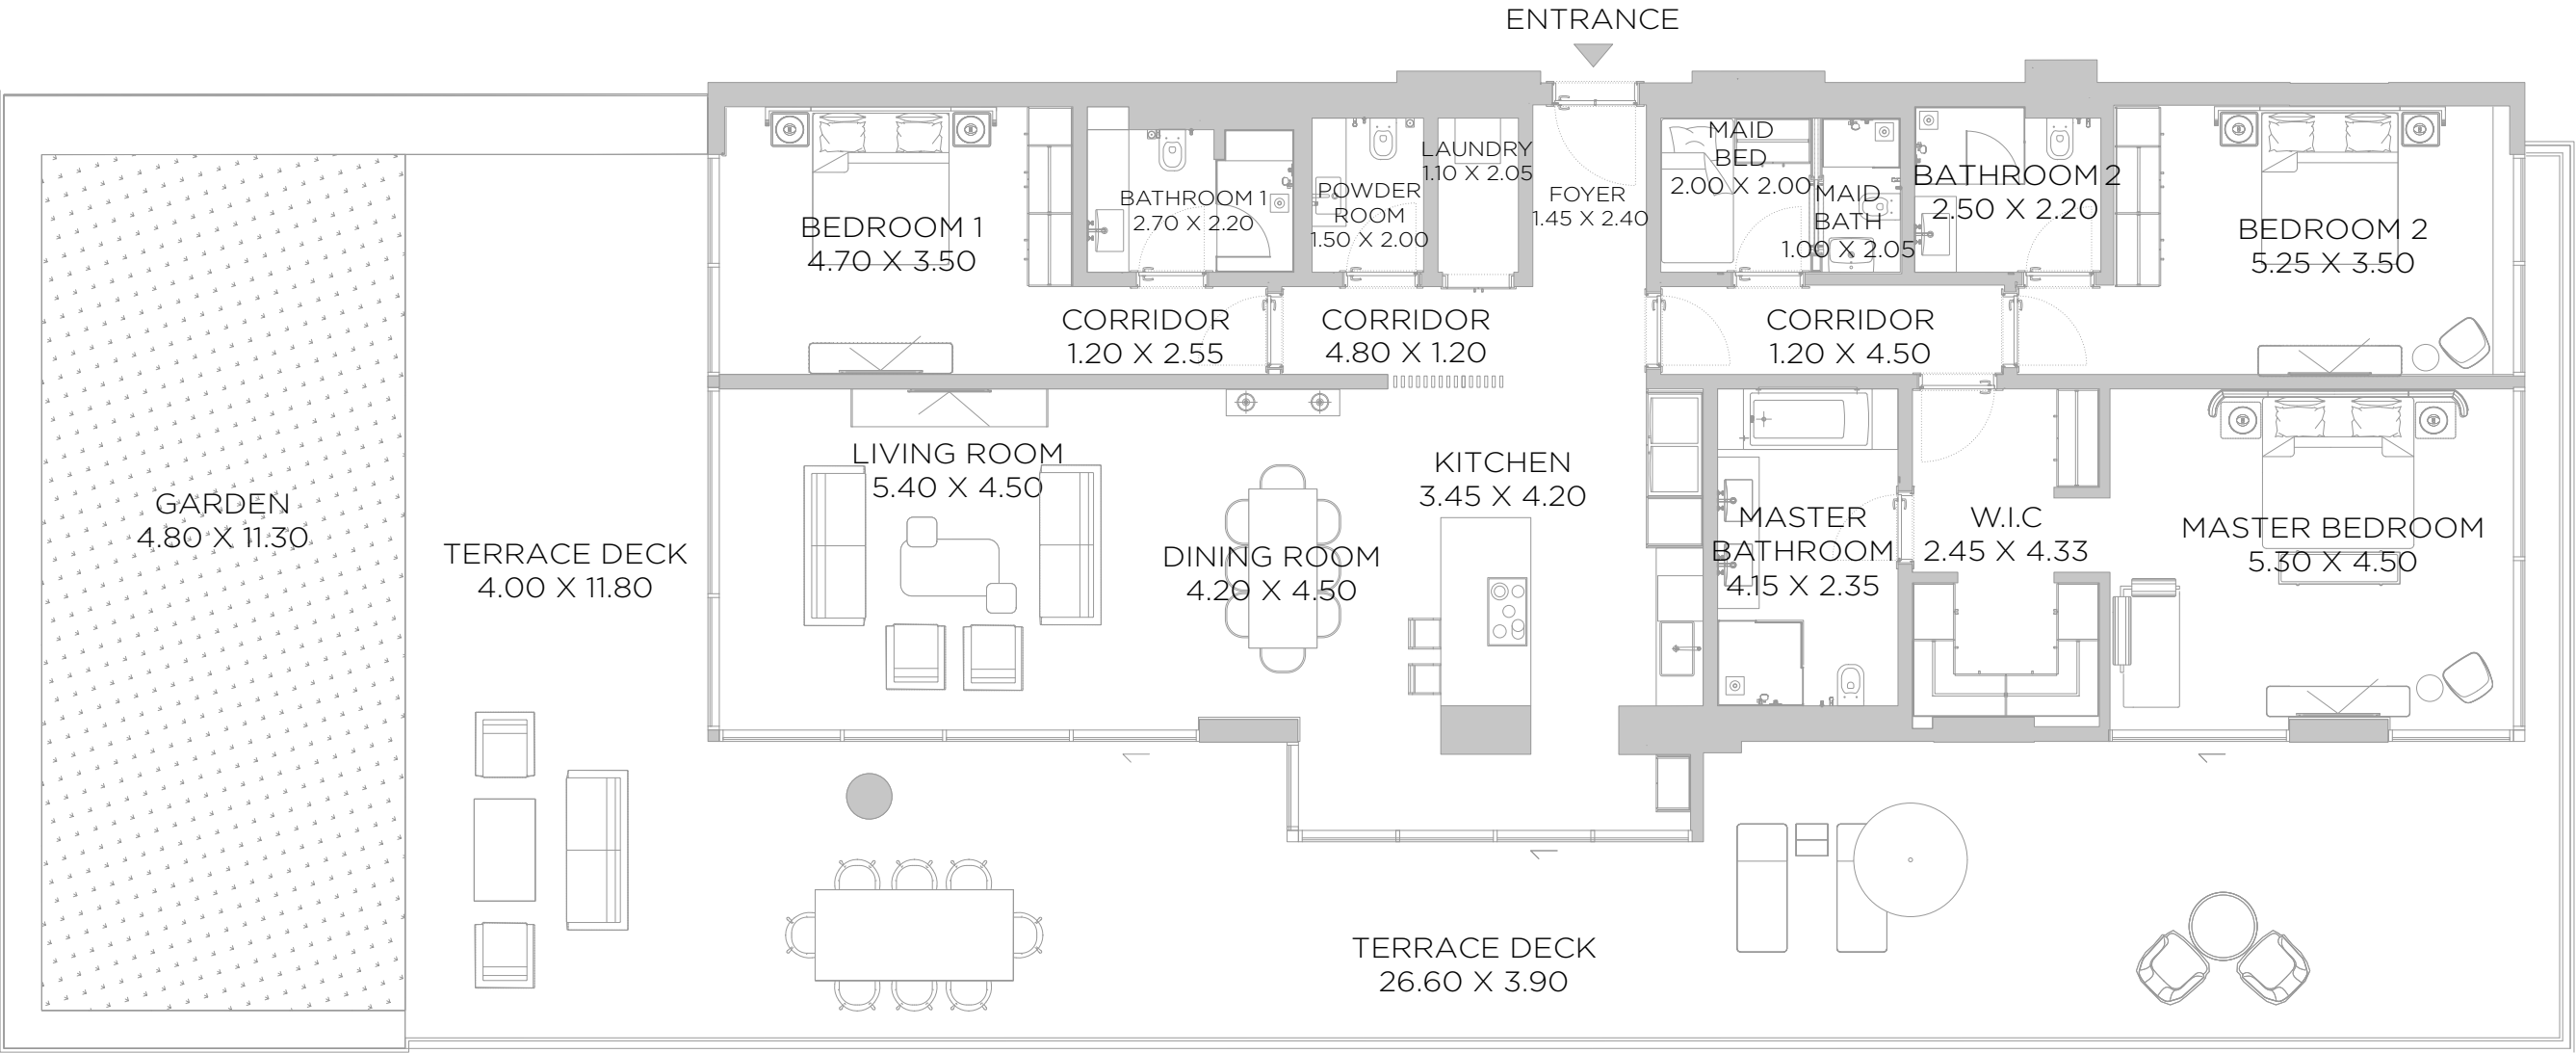 ENTRANCE
BEDROOM 1
4.70 X 3.50
BATHROOM 1
2.70 X 2.20
POWDER
ROOM
1.50 X 2.00
LAUNDRY
1.10 X 2.05
FOYER
1.45 X 2.40
MAID
BED
2.00 X 2.00
MAID
BATH
1.00 X 2.05
BATHROOM 2
2.50 X 2.20
BEDROOM 2
5.25 X 3.50
CORRIDOR
1.20 X 2.55
CORRIDOR
4.80 X 1.20
CORRIDOR
1.20 X 4.50
GARDEN
4.80 X 11.30
TERRACE DECK
4.00 X 11.80
LIVING ROOM
5.40 X 4.50
DINING ROOM
4.20 X 4.50
KITCHEN
3.45 X 4.20
MASTER
BATHROOM
4.15 X 2.35
W.I.C
2.45 X 4.33
MASTER BEDROOM
5.30 X 4.50
TERRACE DECK
26.60 X 3.90